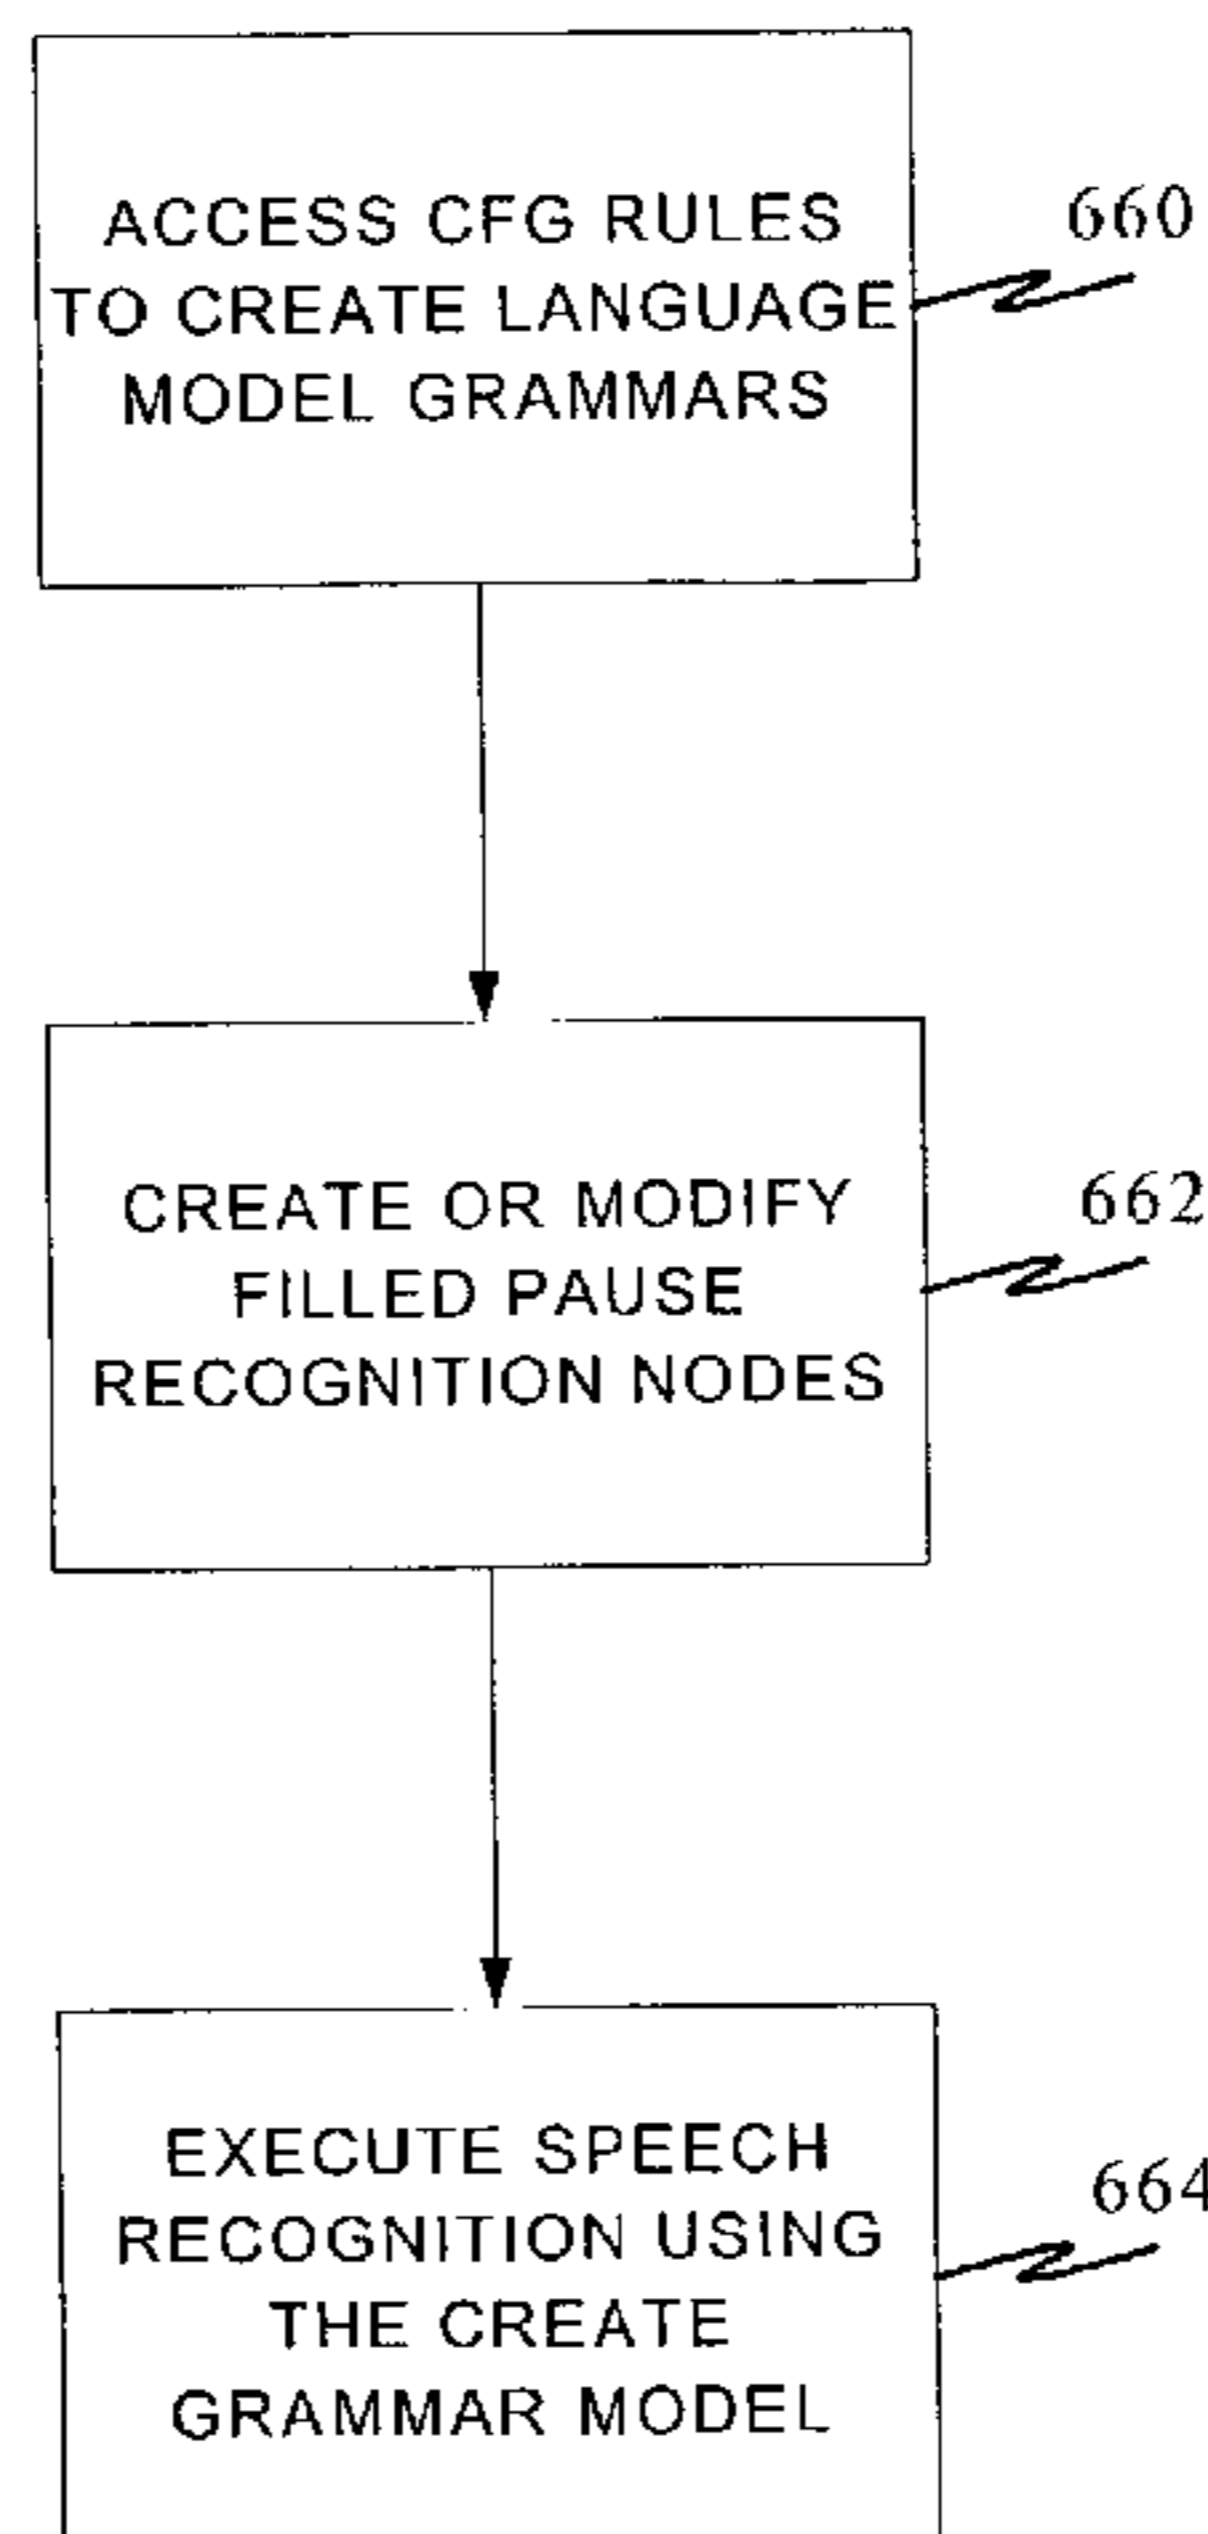 ACCESS CFG RULES
TO CREATE LANGUAGE
MODEL GRAMMARS
660
CREATE OR MODIFY
FILLED PAUSE
RECOGNITION NODES
662
EXECUTE SPEECH
RECOGNITION USING
THE CREATE
GRAMMAR MODEL
664